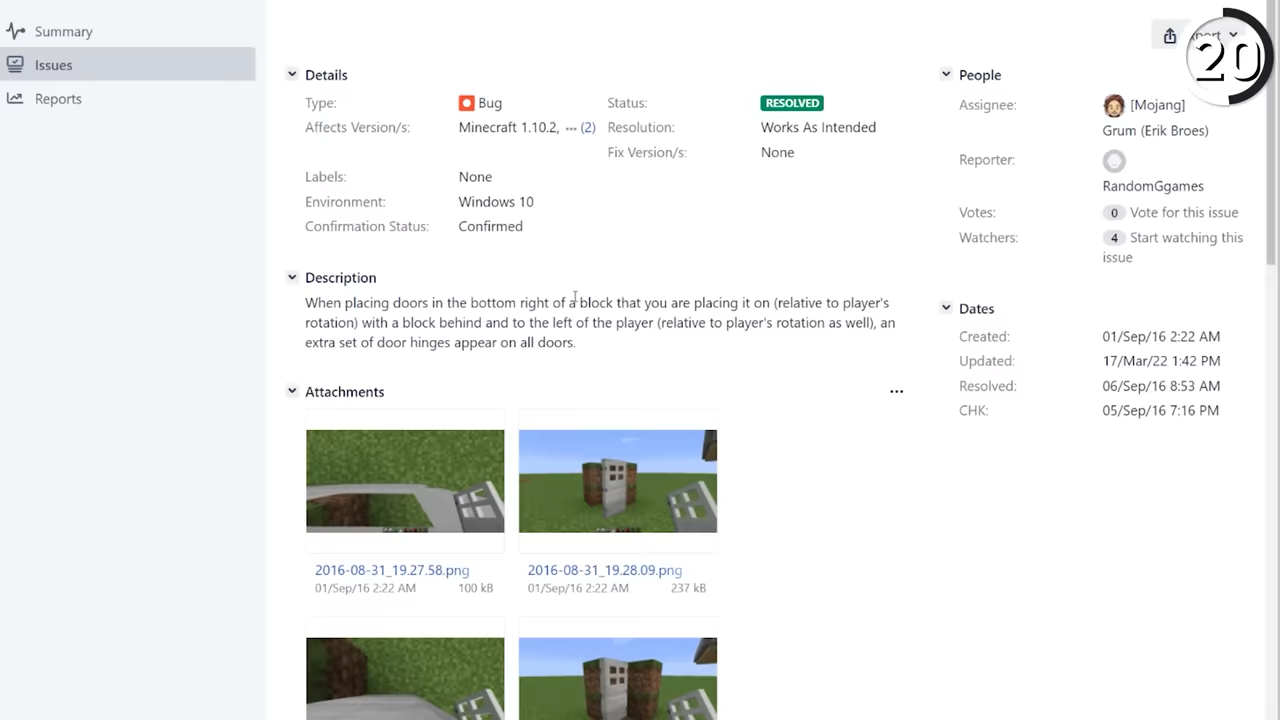 Summary
Issues
Reports
20
Details
Type: Bug
Status: RESOLVED
Affects Version/s: Minecraft 1.10.2, ... (2)
Resolution: Works As Intended
Fix Version/s: None
Labels: None
Environment: Windows 10
Confirmation Status: Confirmed
Description
When placing doors in the bottom right of a block that you are placing it on (relative to player's
rotation) with a block behind and to the left of the player (relative to player's rotation as well), an
extra set of door hinges appear on all doors.
Attachments
2016-08-31_19.27.58.png
01/Sep/16 2:22 AM 100 kB
2016-08-31_19.28.09.png
01/Sep/16 2:22 AM 237 kB
People
Assignee: [Mojang]
Grum (Erik Broes)
Reporter:
RandomGgames
Votes: 0 Vote for this issue
Watchers: 4 Start watching this
issue
Dates
Created: 01/Sep/16 2:22 AM
Updated: 17/Mar/22 1:42 PM
Resolved: 06/Sep/16 8:53 AM
CHK: 05/Sep/16 7:16 PM